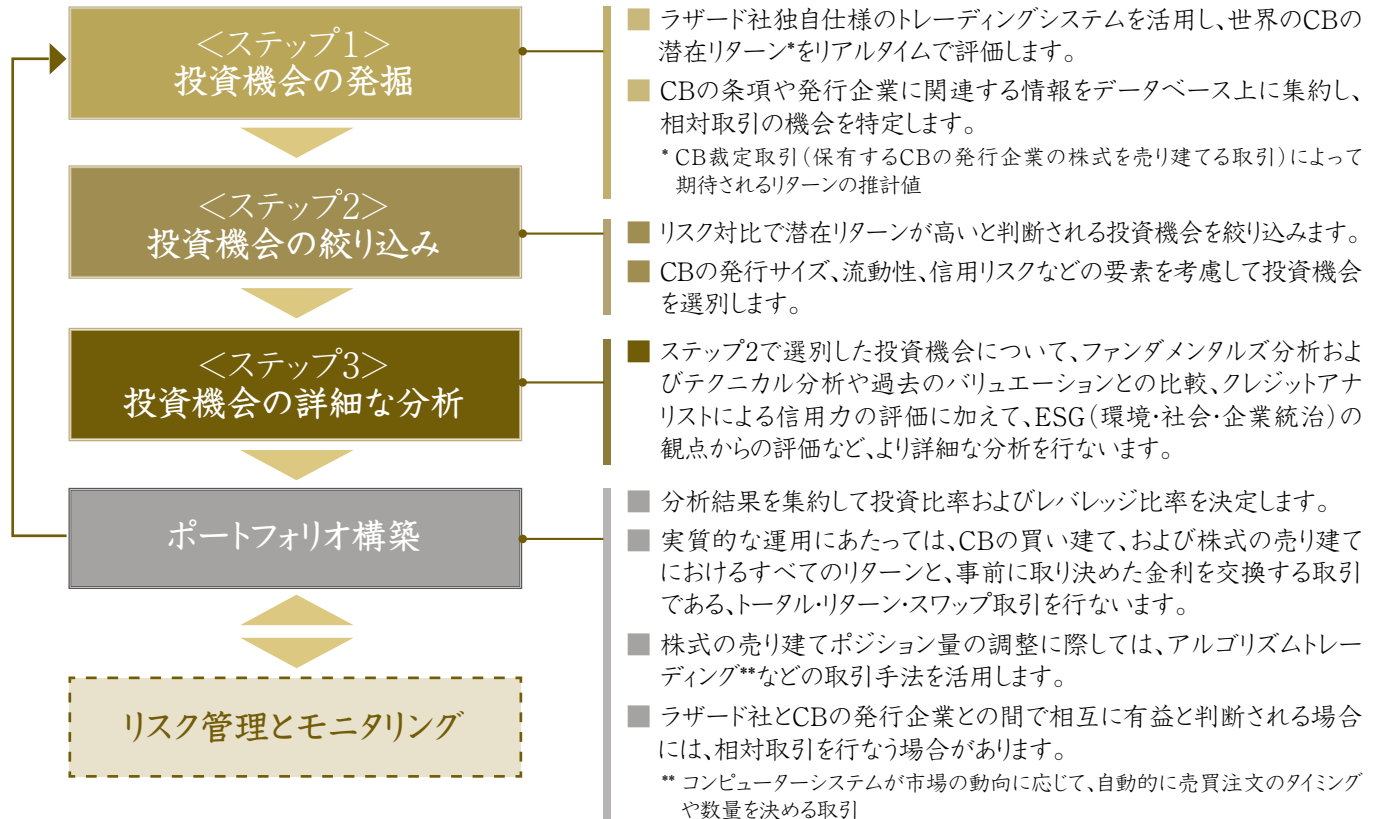 <ステップ1>
投資機会の発掘
■ ラザード社独自仕様のトレーディングシステムを活用し、世界のCBの
潜在リターン*をリアルタイムで評価します。
■ CBの条項や発行企業に関連する情報をデータベース上に集約し、
相対取引の機会を特定します。
* CB裁定取引(保有するCBの発行企業の株式を売り建てる取引)によって
期待されるリターンの推計値
<ステップ2>
投資機会の絞り込み
■ リスク対比で潜在リターンが高いと判断される投資機会を絞り込みます。
■ CBの発行サイズ、流動性、信用リスクなどの要素を考慮して投資機会
を選別します。
<ステップ3>
投資機会の詳細な分析
■ ステップ2で選別した投資機会について、ファンダメンタルズ分析およ
びテクニカル分析や過去のバリュエーションとの比較、クレジットアナ
リストによる信用力の評価に加えて、ESG(環境・社会・企業統治)の
観点からの評価など、より詳細な分析を行ないます。
ポートフォリオ構築
■ 分析結果を集約して投資比率およびレバレッジ比率を決定します。
■ 実質的な運用にあたっては、CBの買い建て、および株式の売り建て
におけるすべてのリターンと、事前に取り決めた金利を交換する取引
である、トータル・リターン・スワップ取引を行ないます。
■ 株式の売り建てポジション量の調整に際しては、アルゴリズムトレー
ディング**などの取引手法を活用します。
■ ラザード社とCBの発行企業との間で相互に有益と判断される場合
には、相対取引を行なう場合があります。
** コンピューターシステムが市場の動向に応じて、自動的に売買注文のタイミング
や数量を決める取引
リスク管理とモニタリング